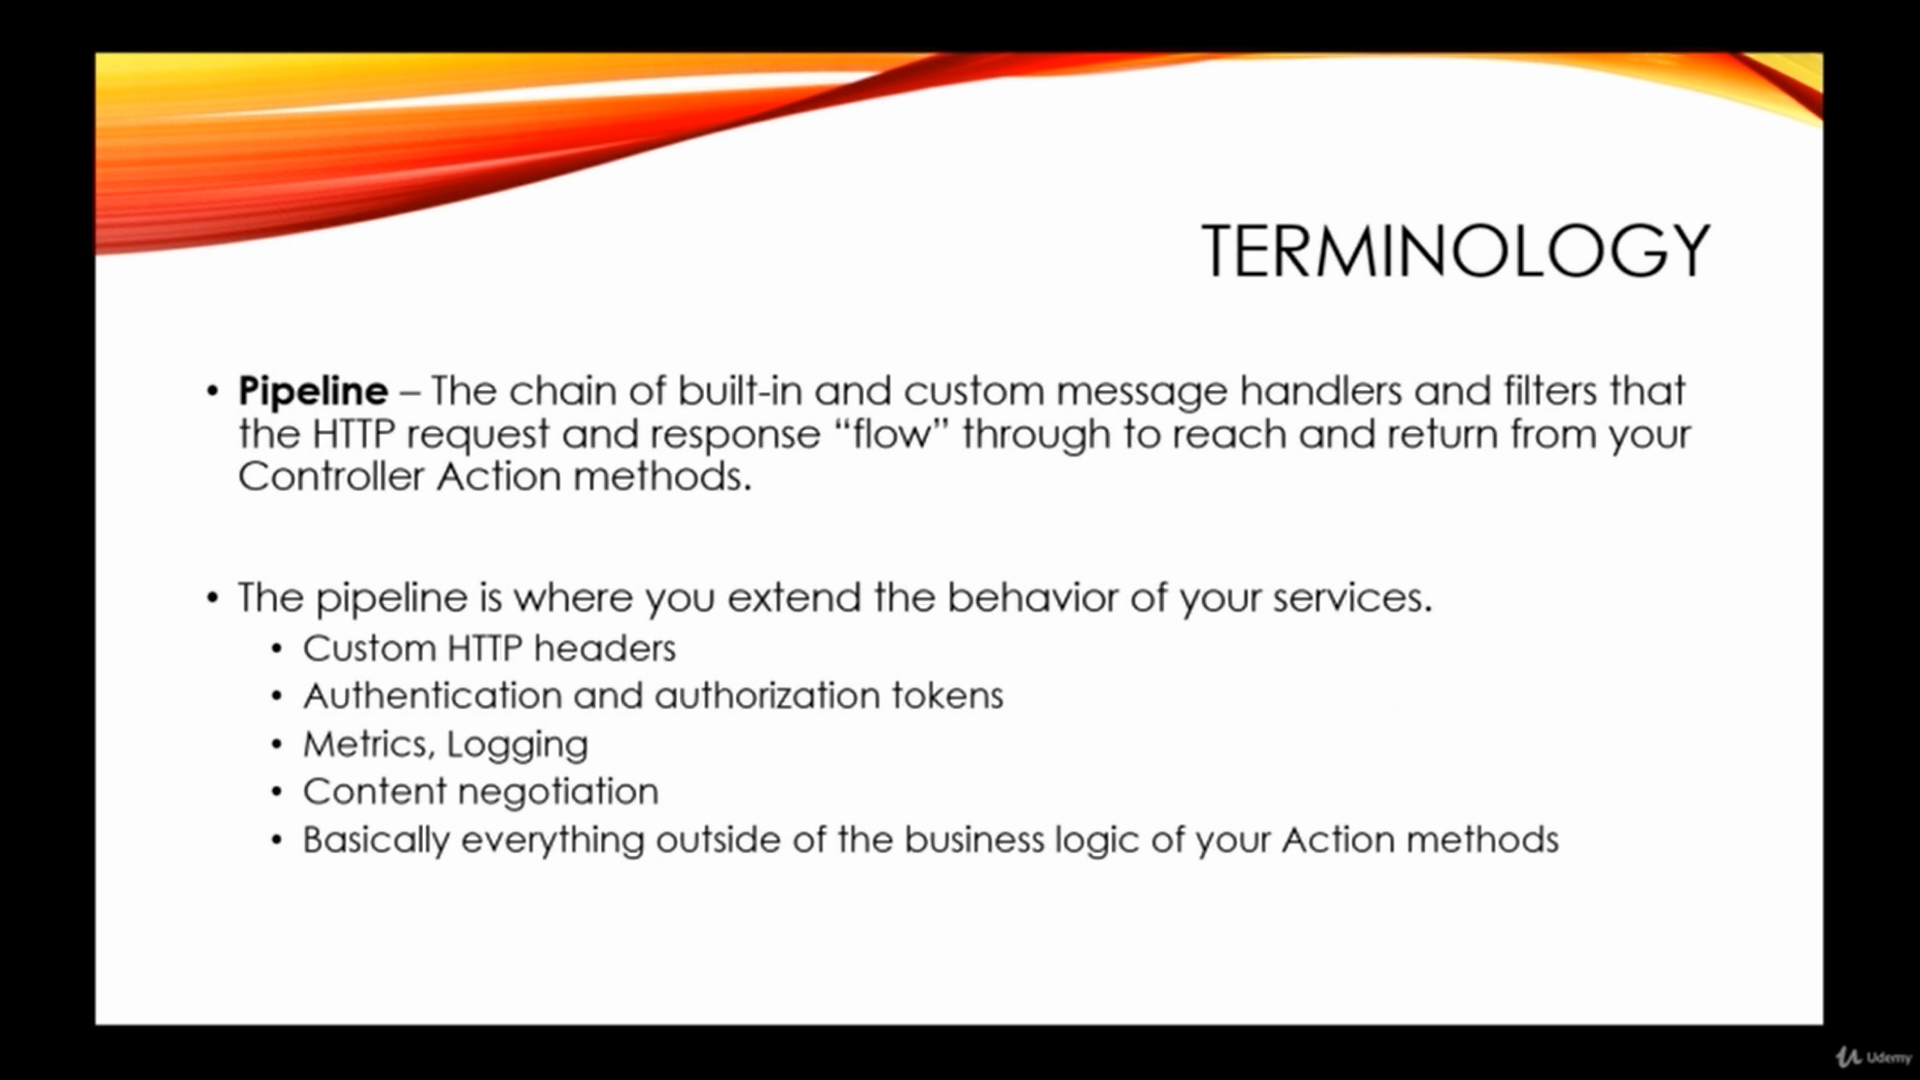 TERMINOLOGY
• Pipeline – The chain of built-in and custom message handlers and filters that
the HTTP request and response “flow” through to reach and return from your
Controller Action methods.
• The pipeline is where you extend the behavior of your services.
• Custom HTTP headers
• Authentication and authorization tokens
• Metrics, Logging
• Content negotiation
• Basically everything outside of the business logic of your Action methods
Udemy